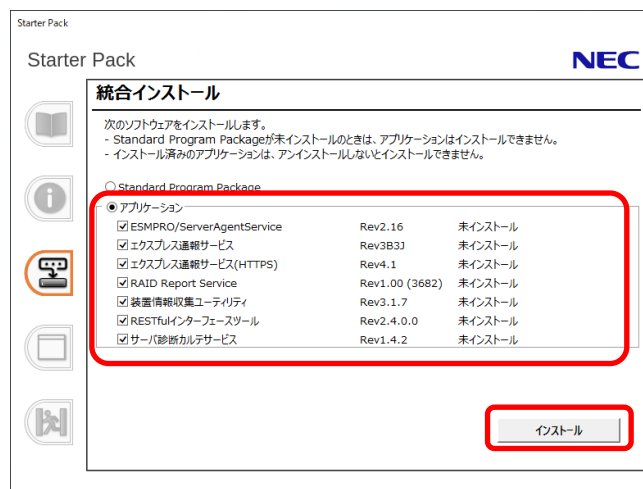 Starter Pack
Starter Pack
NEC
統合インストール
次のソフトウェアをインストールします。
- Standard Program Packageが未インストールのときは、アプリケーションはインストールできません。
- インストール済みのアプリケーションは、アンインストールしないとインストールできません。
Standard Program Package
アプリケーション
ESMPRO/ServerAgentService Rev2.16 未インストール
エクスプレス通報サービス Rev3B3J 未インストール
エクスプレス通報サービス(HTTPS) Rev4.1 未インストール
RAID Report Service Rev1.00 (3682) 未インストール
装置情報収集ユーティリティ Rev3.1.7 未インストール
RESTfulインターフェースツール Rev2.4.0.0 未インストール
サーバ診断カルテサービス Rev1.4.2 未インストール
インストール